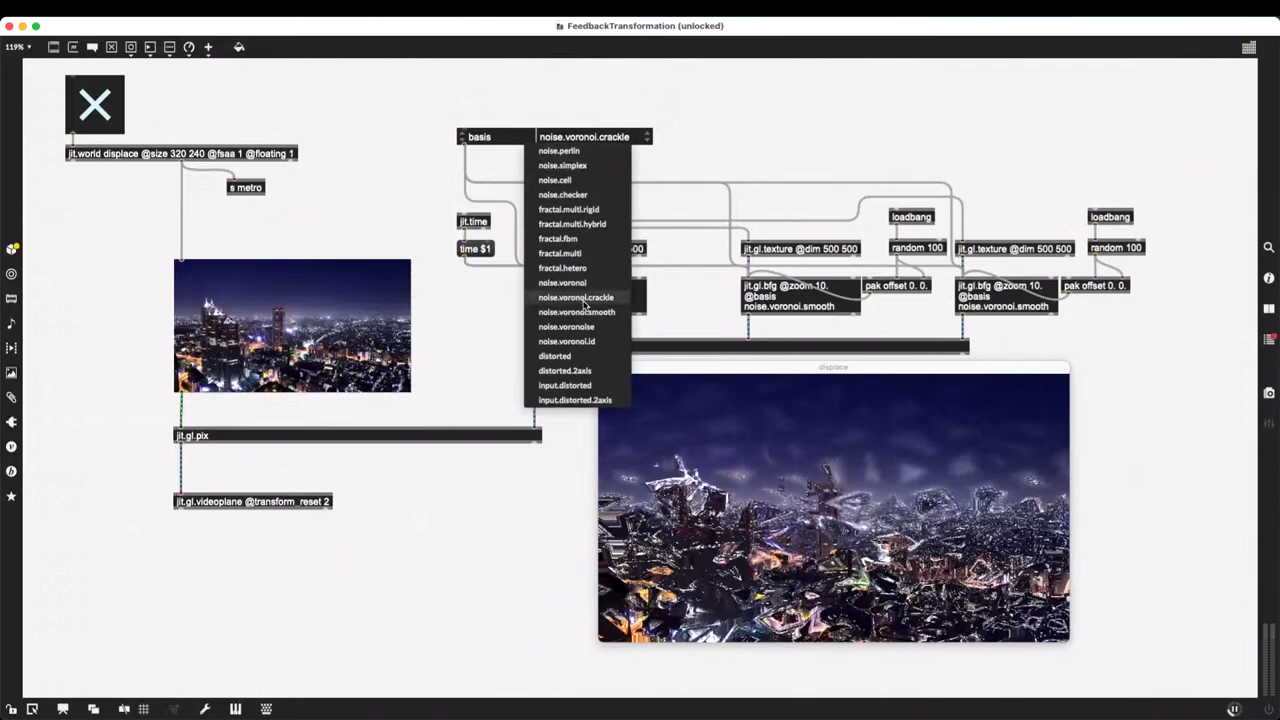 FeedbackTransformation (unlocked)
119%
basis
noise.voronoi.crackle
noise.perlin
noise.simplex
noise.cell
noise.checker
fractal.multi.rigid
fractal.multi.hybrid
fractal.fbm
fractal.multi
fractal.hetero
noise.voronoi
noise.voronoi.crackle
noise.voronoi.smooth
noise.voronoise
noise.voronoi.id
distorted
distorted.2axis
input.distorted
input.distorted.2axis
jit.world displace @size 320 240 @fsaa 1 @floating 1
s metro
jit.time
time $1
loadbang
loadbang
jit.gl.texture @dim 500 500
random 100
jit.gl.texture @dim 500 500
random 100
jit.gl.bfg @zoom 10.
@basis
noise.voronoi.smooth
pak offset 0. 0.
jit.gl.bfg @zoom 10.
@basis
noise.voronoi.smooth
pak offset 0. 0.
displace
jit.gl.pix
jit.gl.videoplane @transform_reset 2